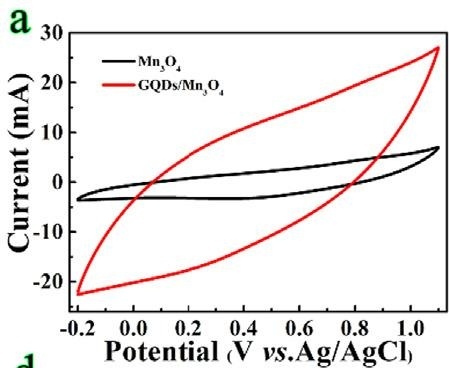 a
30
20
10
0
-10
-20
Current (mA)
Mn₃O₄
GQDs/Mn₃O₄
-0.2 0.0 0.2 0.4 0.6 0.8 1.0
Potential (V vs.Ag/AgCl)
d